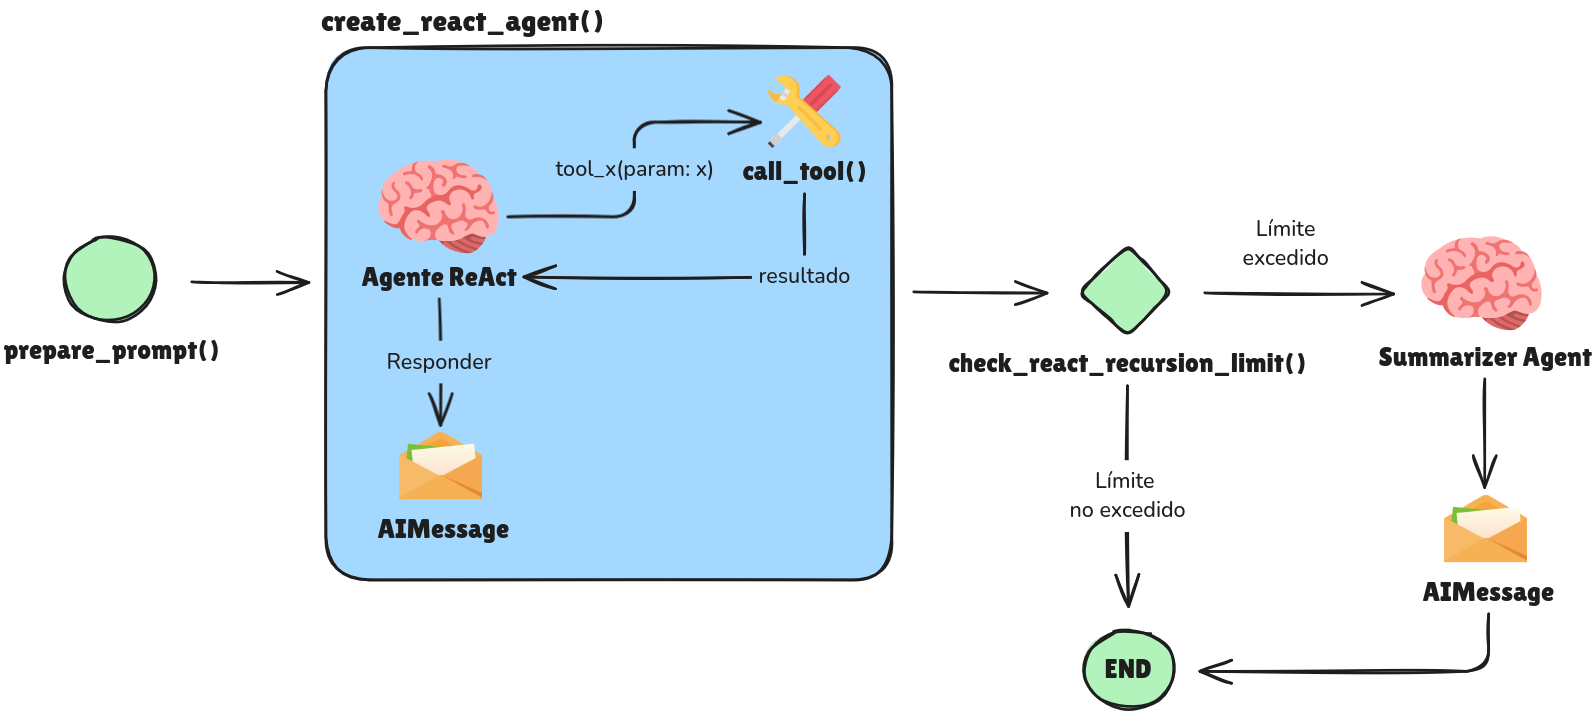 create_react_agent()
tool_x(param: x)
call_tool()
Agente ReAct
resultado
Responder
AIMessage
prepare_prompt()
check_react_recursion_limit()
Límite
excedido
Summarizer Agent
Límite
no excedido
AIMessage
END